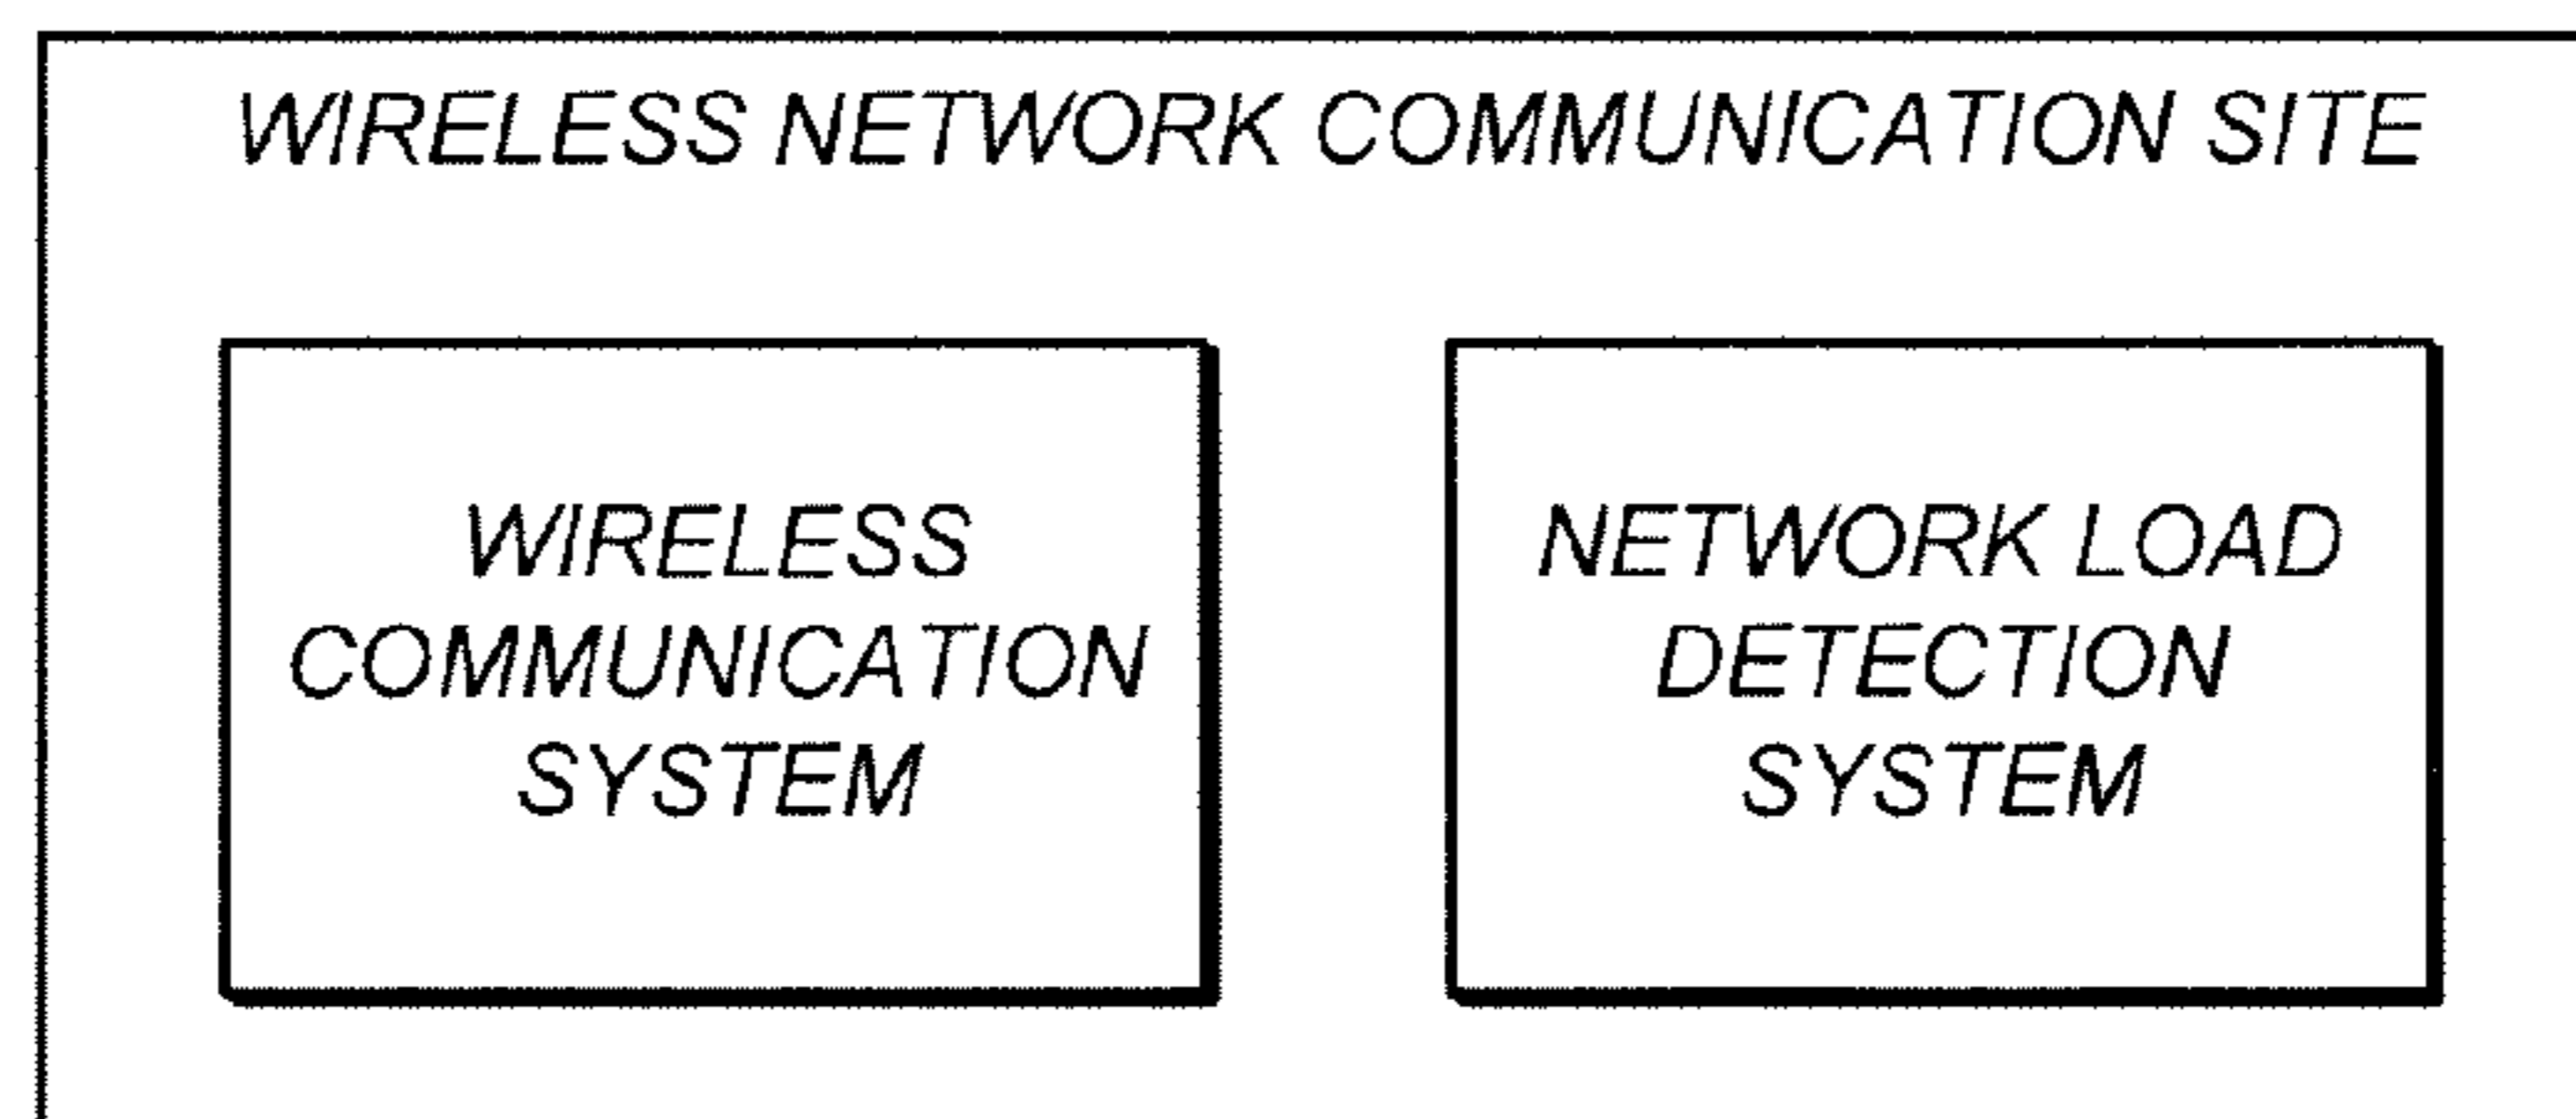 WIRELESS NETWORK COMMUNICATION SITE
WIRELESS
COMMUNICATION
SYSTEM
NETWORK LOAD
DETECTION
SYSTEM